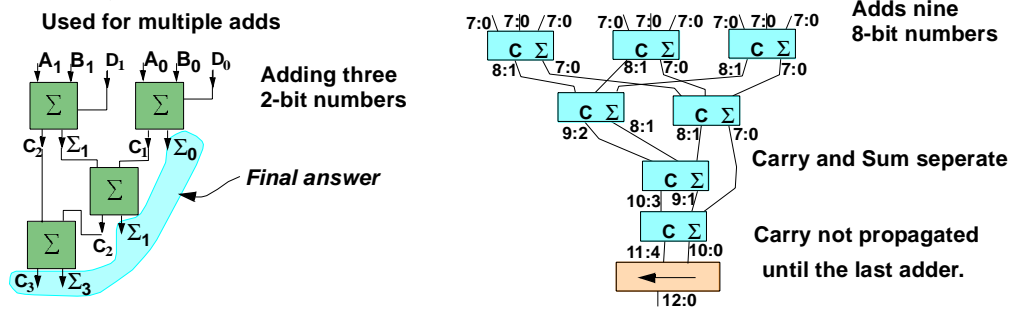 Used for multiple adds
A1 B1 D1 A0 B0 D0
Σ Σ
C2 Σ1 C1 Σ0
Σ
Σ C2 Σ1
C3 Σ3
Adding three
2-bit numbers
Final answer
7:0 7:0 7:0 7:0 7:0 7:0 7:0 7:0 7:0
C Σ C Σ C Σ
8:1 7:0 8:1 7:0 8:1 7:0
C Σ C Σ
9:2 8:1 8:1 7:0
C Σ
10:3 9:1
C Σ
11:4 10:0
12:0
Adds nine
8-bit numbers
Carry and Sum seperate
Carry not propagated
until the last adder.